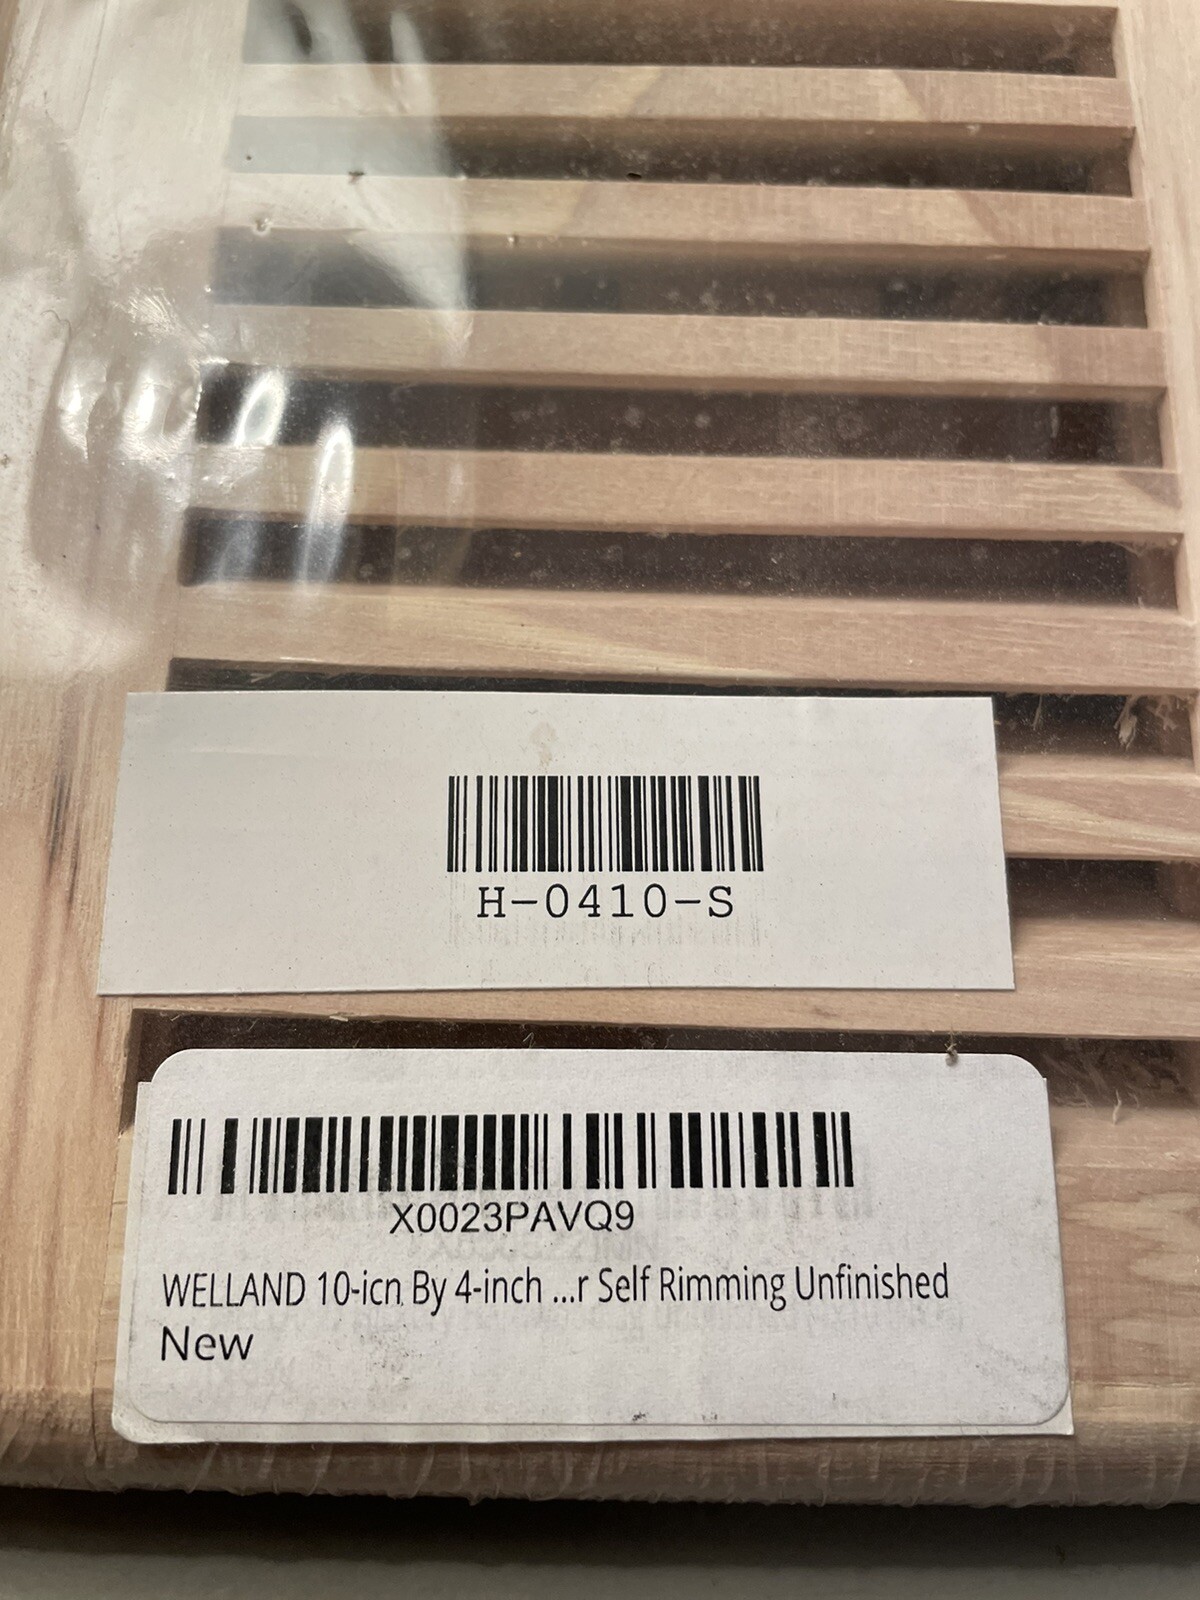 H-0410-S
X0023PAVQ9
WELLAND 10-icn By 4-inch ...r Self Rimming Unfinished
New